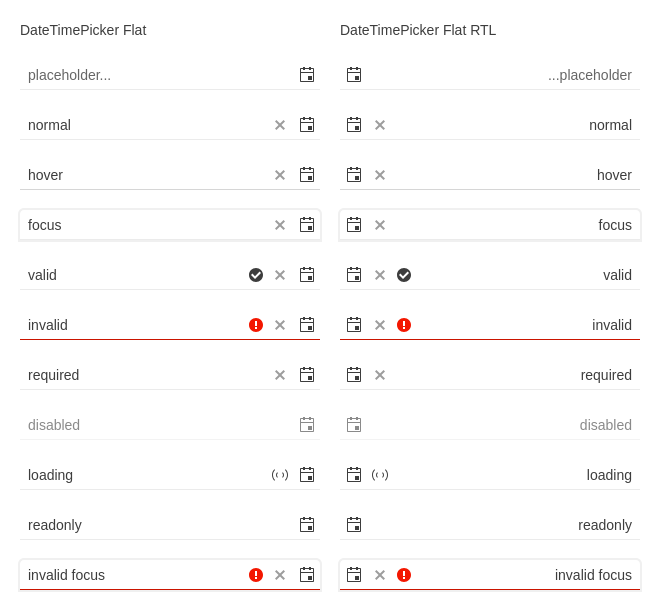 DateTimePicker Flat
placeholder...
normal
hover
focus
valid
invalid
required
disabled
loading
readonly
invalid focus
DateTimePicker Flat RTL
...placeholder
normal
hover
focus
valid
invalid
required
disabled
loading
readonly
invalid focus